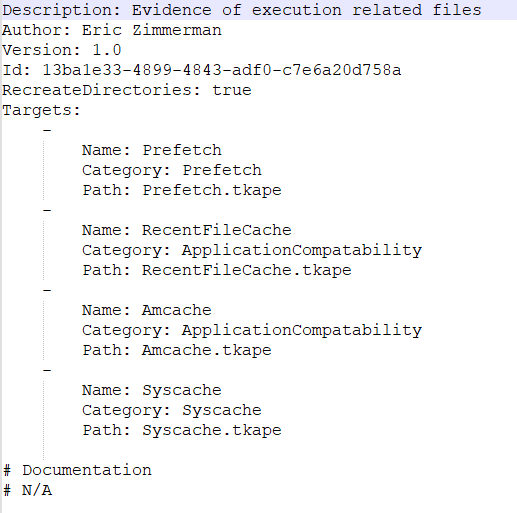 Description: Evidence of execution related files
Author: Eric Zimmerman
Version: 1.0
Id: 13ba1e33-4899-4843-adf0-c7e6a20d758a
RecreateDirectories: true
Targets:
    -
        Name: Prefetch
        Category: Prefetch
        Path: Prefetch.tkape
    -
        Name: RecentFileCache
        Category: ApplicationCompatability
        Path: RecentFileCache.tkape
    -
        Name: Amcache
        Category: ApplicationCompatability
        Path: Amcache.tkape
    -
        Name: Syscache
        Category: Syscache
        Path: Syscache.tkape
# Documentation
# N/A